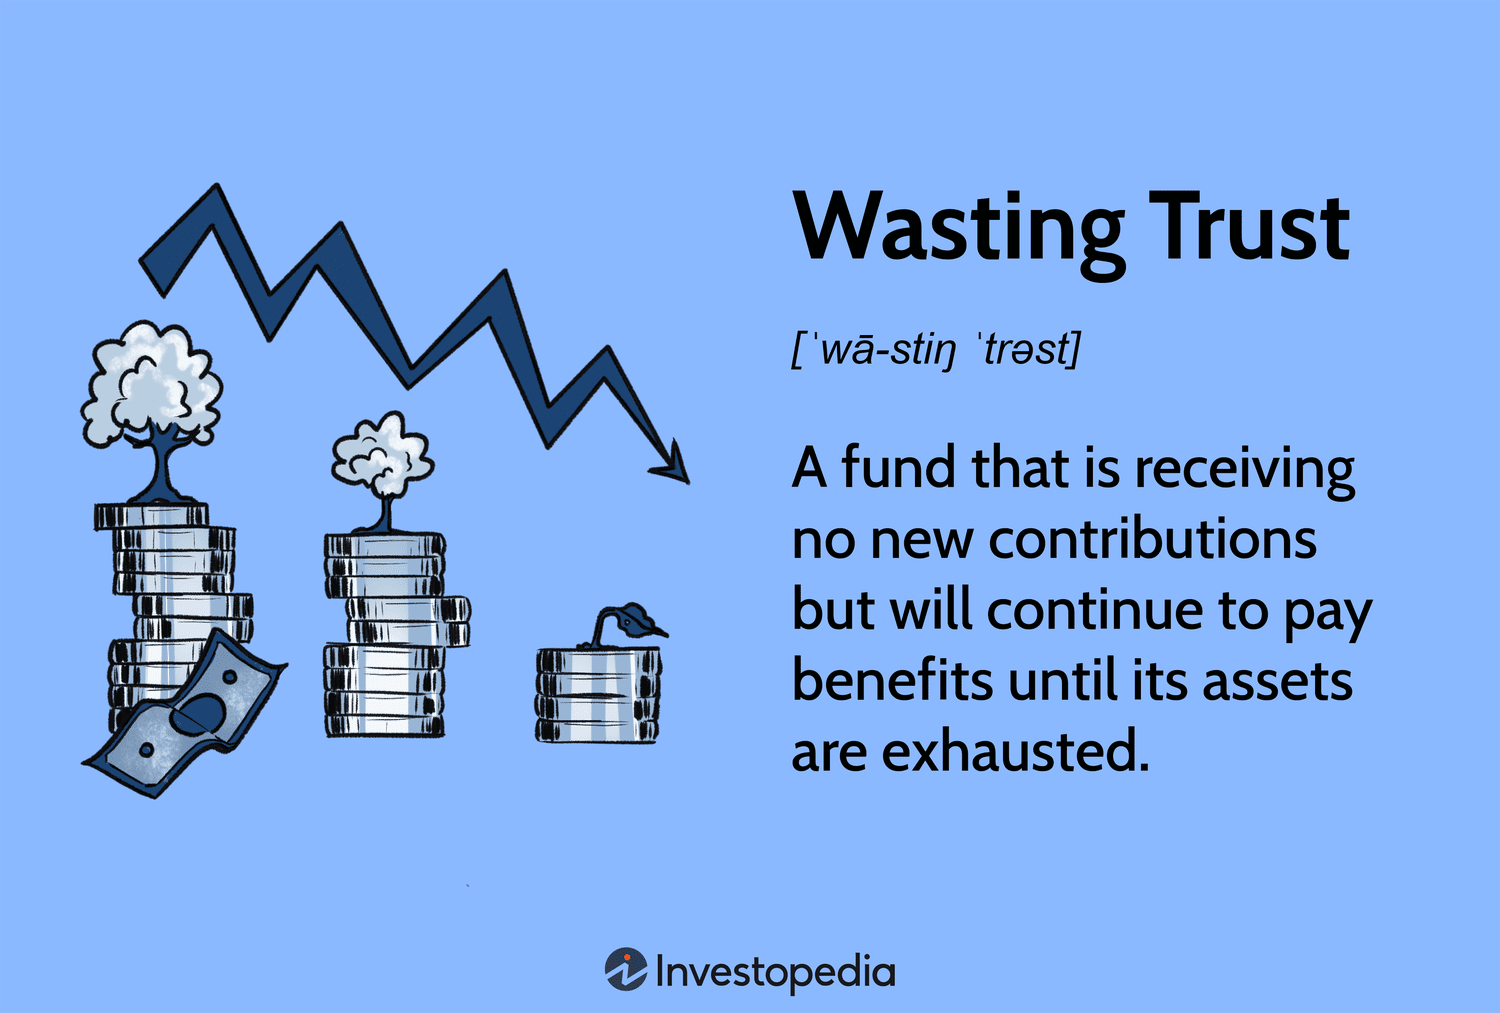 Wasting Trust
[ˈwā-stiŋ ˈtrəst]
A fund that is receiving
no new contributions
but will continue to pay
benefits until its assets
are exhausted.
Investopedia